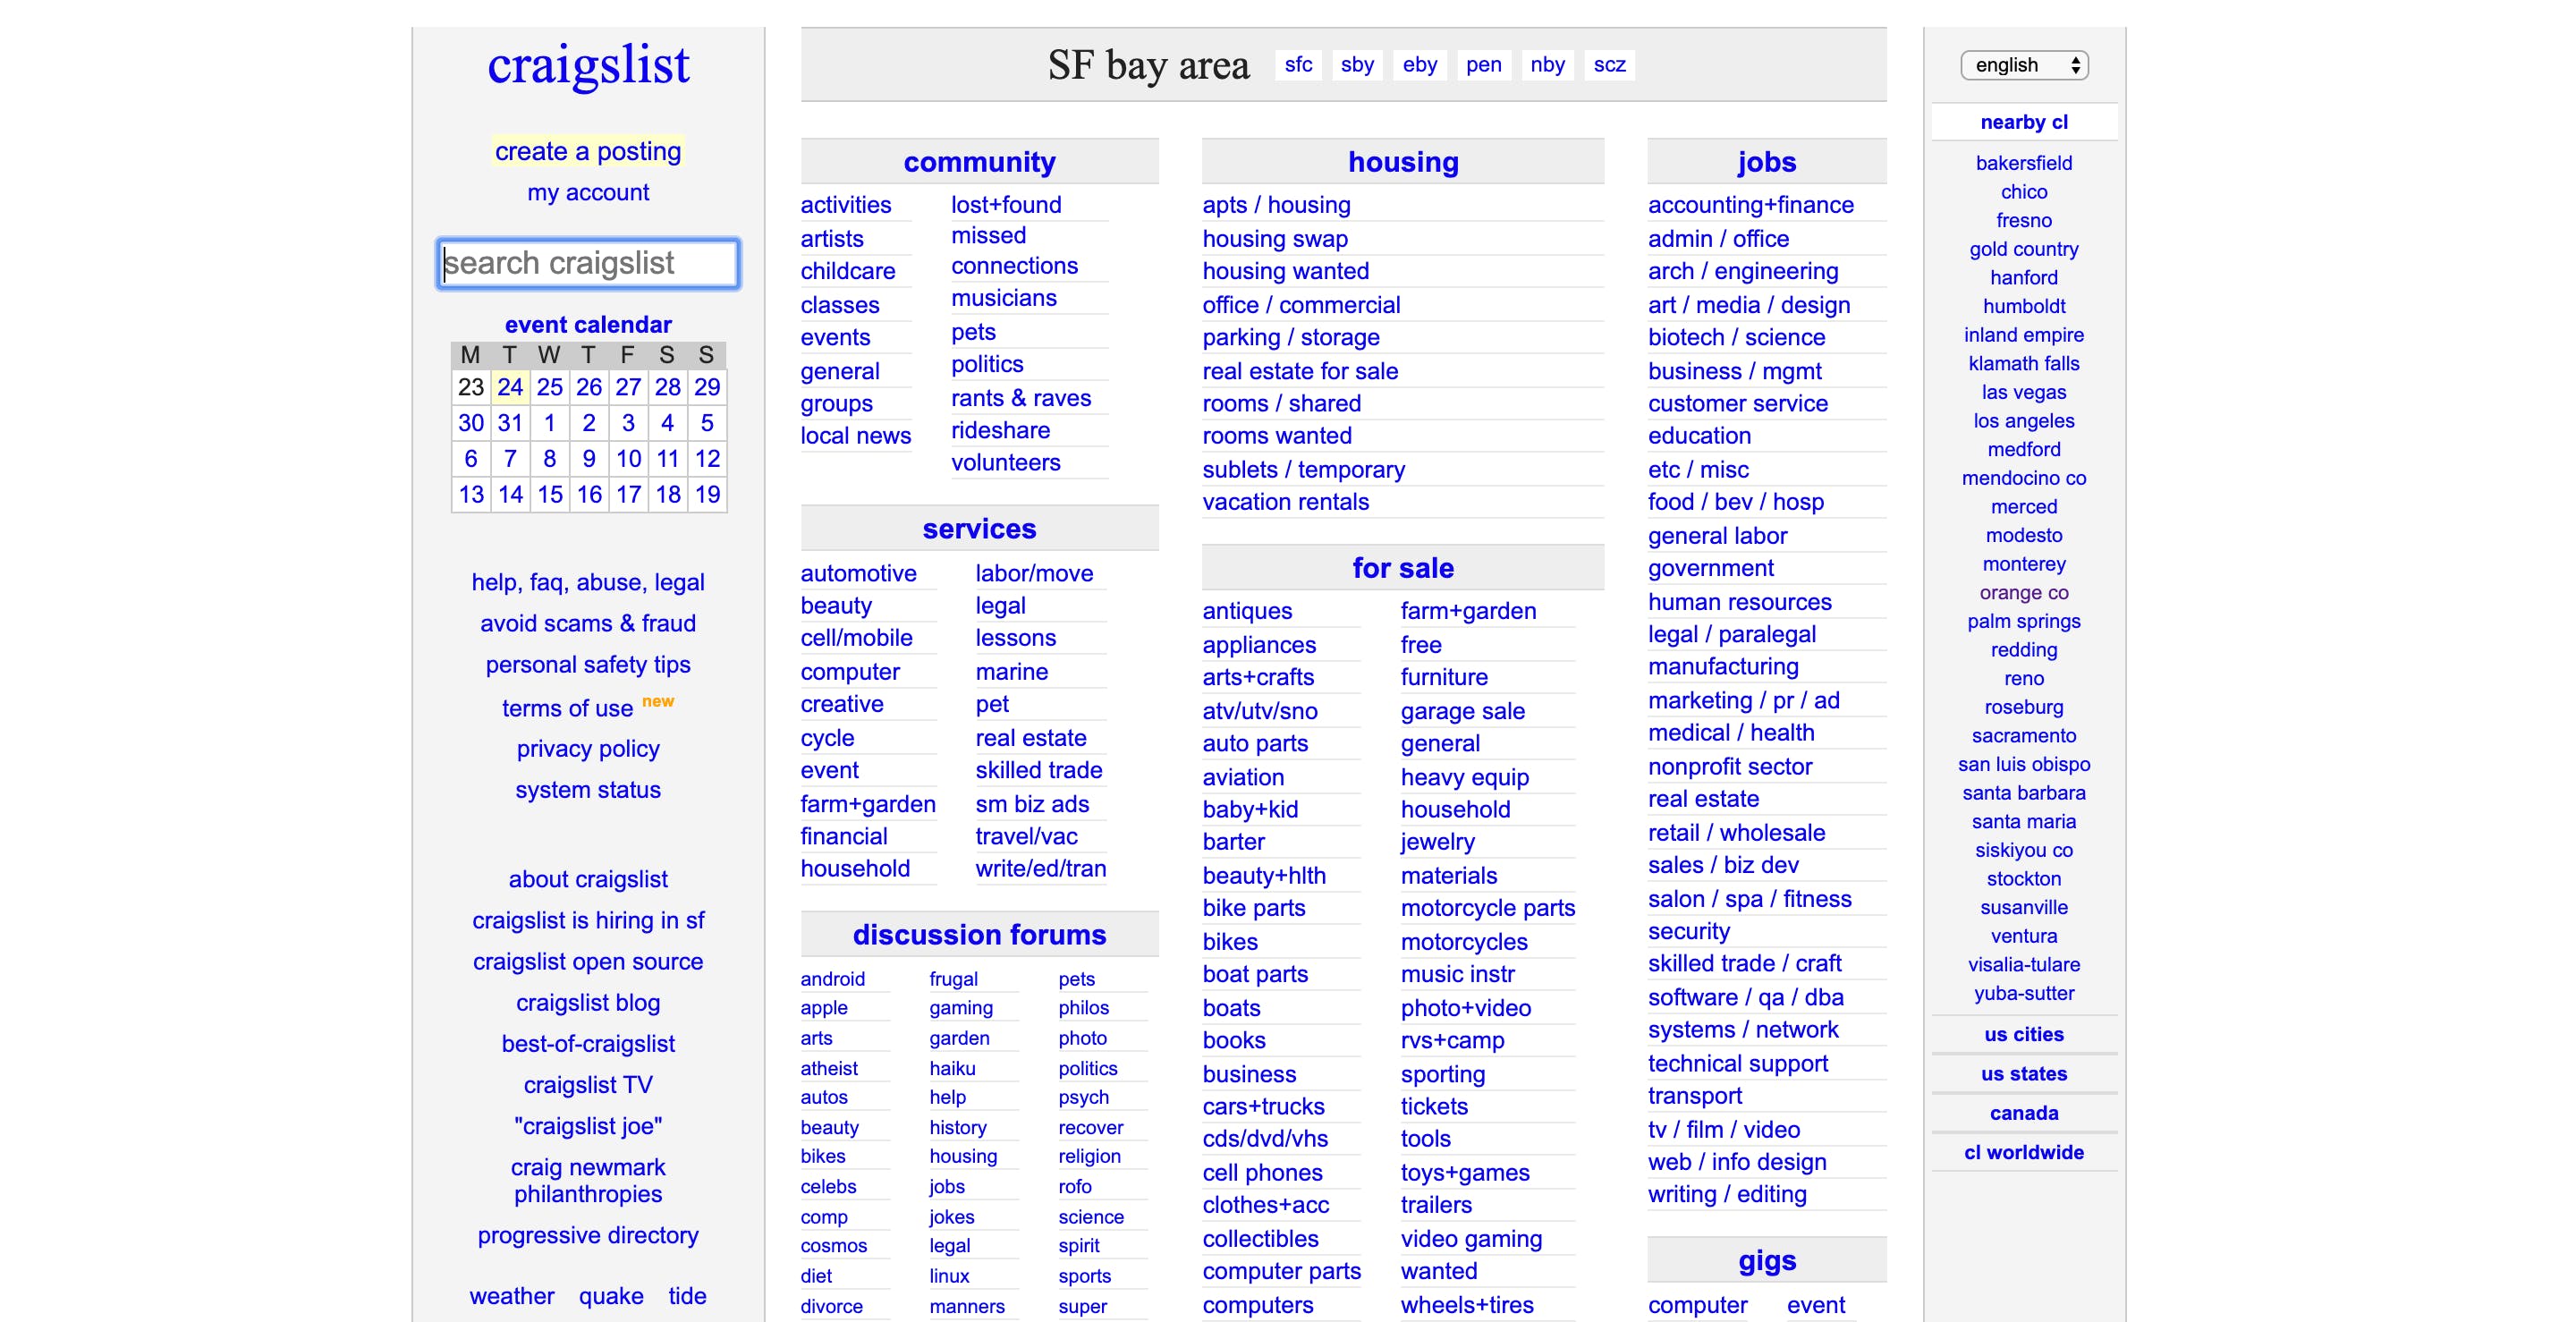 craigslist
create a posting
my account
search craigslist
event calendar
M T W T F S S
23 24 25 26 27 28 29
30 31 1 2 3 4 5
6 7 8 9 10 11 12
13 14 15 16 17 18 19
help, faq, abuse, legal
avoid scams & fraud
personal safety tips
terms of use new
privacy policy
system status
about craigslist
craigslist is hiring in sf
craigslist open source
craigslist blog
best-of-craigslist
craigslist TV
"craigslist joe"
craig newmark
philanthropies
progressive directory
weather quake tide
SF bay area sfc sby eby pen nby scz
community
activities
artists
childcare
classes
events
general
groups
local news
lost+found
missed
connections
musicians
pets
politics
rants & raves
rideshare
volunteers
services
automotive
beauty
cell/mobile
computer
creative
cycle
event
farm+garden
financial
household
labor/move
legal
lessons
marine
pet
real estate
skilled trade
sm biz ads
travel/vac
write/ed/tran
discussion forums
android
apple
arts
atheist
autos
beauty
bikes
celebs
comp
cosmos
diet
divorce
frugal
gaming
garden
haiku
help
history
housing
jobs
jokes
legal
linux
manners
pets
philos
photo
politics
psych
recover
religion
rofo
science
spirit
sports
super
housing
apts / housing
housing swap
housing wanted
office / commercial
parking / storage
real estate for sale
rooms / shared
rooms wanted
sublets / temporary
vacation rentals
for sale
antiques
appliances
arts+crafts
atv/utv/sno
auto parts
aviation
baby+kid
barter
beauty+hlth
bike parts
bikes
boat parts
boats
books
business
cars+trucks
cds/dvd/vhs
cell phones
clothes+acc
collectibles
computer parts
computers
farm+garden
free
furniture
garage sale
general
heavy equip
household
jewelry
materials
motorcycle parts
motorcycles
music instr
photo+video
rvs+camp
sporting
tickets
tools
toys+games
trailers
video gaming
wanted
wheels+tires
jobs
accounting+finance
admin / office
arch / engineering
art / media / design
biotech / science
business / mgmt
customer service
education
etc / misc
food / bev / hosp
general labor
government
human resources
legal / paralegal
manufacturing
marketing / pr / ad
medical / health
nonprofit sector
real estate
retail / wholesale
sales / biz dev
salon / spa / fitness
security
skilled trade / craft
software / qa / dba
systems / network
technical support
transport
tv / film / video
web / info design
writing / editing
gigs
computer
event
english
nearby cl
bakersfield
chico
fresno
gold country
hanford
humboldt
inland empire
klamath falls
las vegas
los angeles
medford
mendocino co
merced
modesto
monterey
orange co
palm springs
redding
reno
roseburg
sacramento
san luis obispo
santa barbara
santa maria
siskiyou co
stockton
susanville
ventura
visalia-tulare
yuba-sutter
us cities
us states
canada
cl worldwide